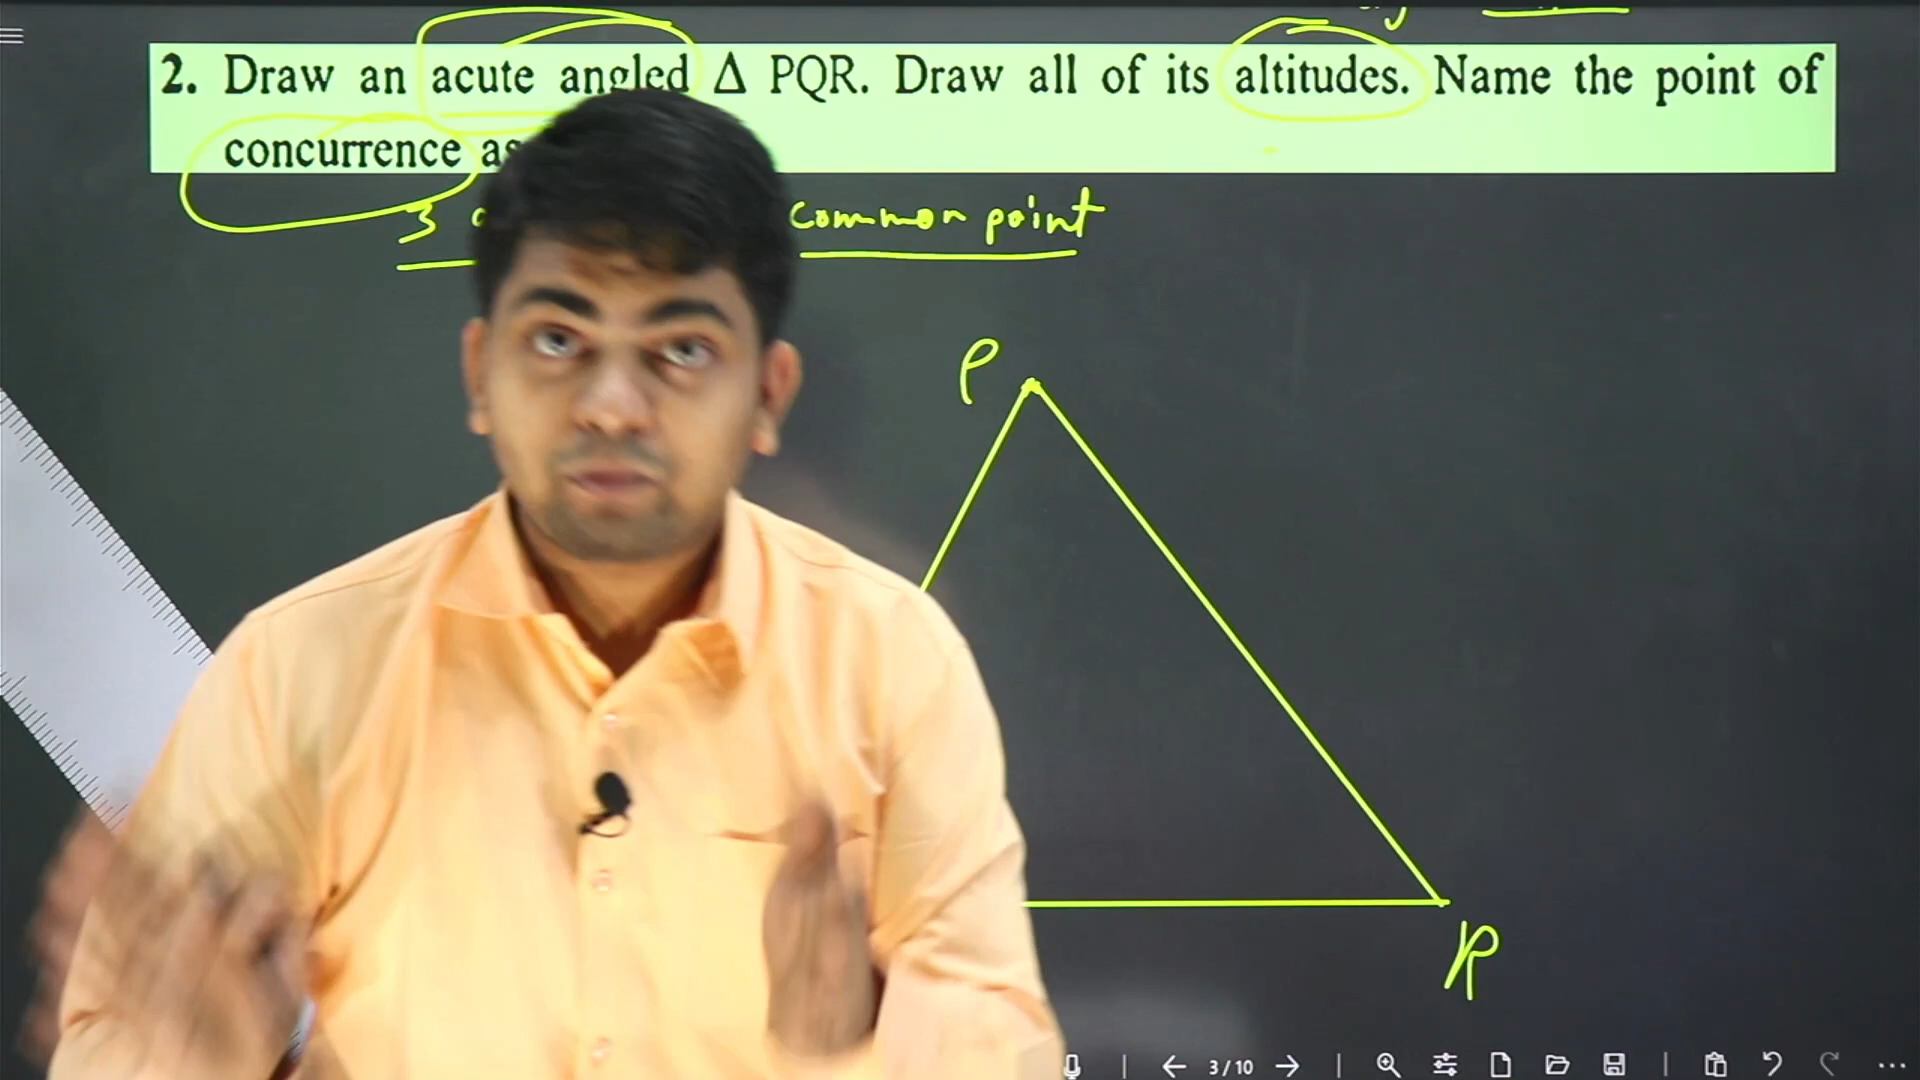 2. Draw an acute angled Δ PQR. Draw all of its altitudes. Name the point of
concurrence as
3 common point
P
R
3/10